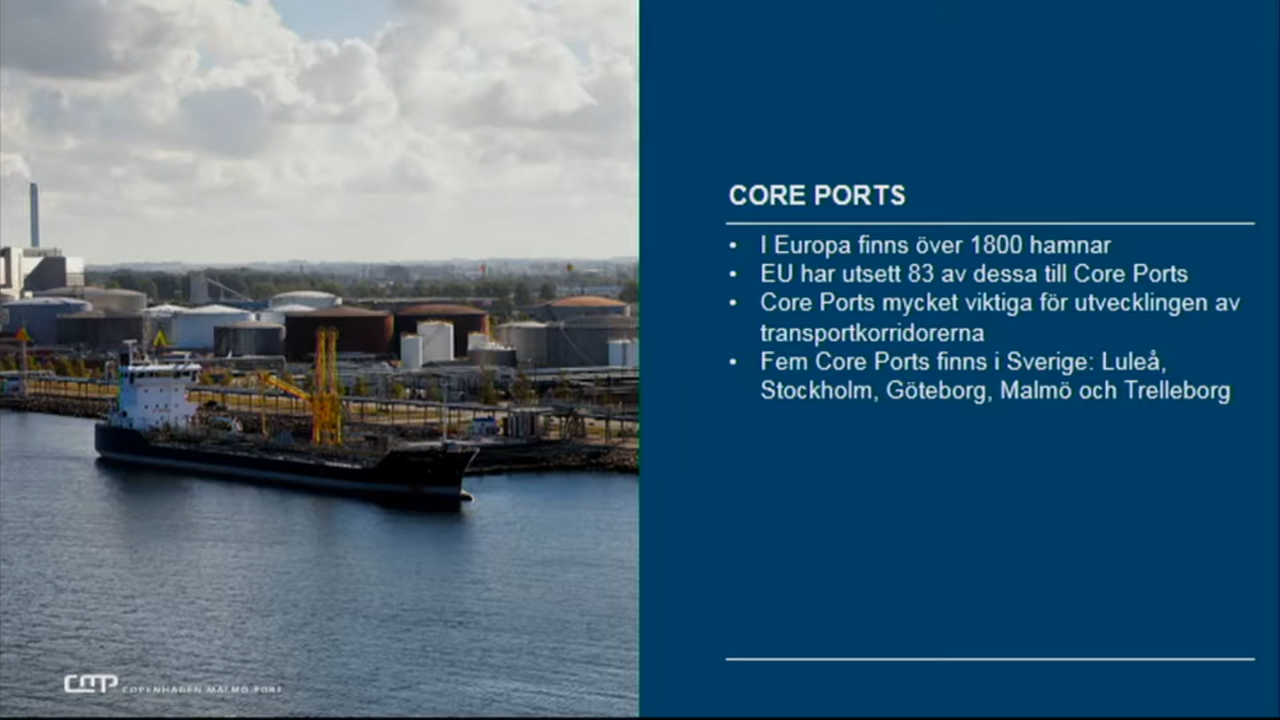 CORE PORTS
• I Europa finns över 1800 hamnar
• EU har utsett 83 av dessa till Core Ports
• Core Ports mycket viktiga för utvecklingen av
transportkorridorerna
• Fem Core Ports finns i Sverige: Luleå,
Stockholm, Göteborg, Malmö och Trelleborg
CMP COPENHAGEN MALMÖ PORT